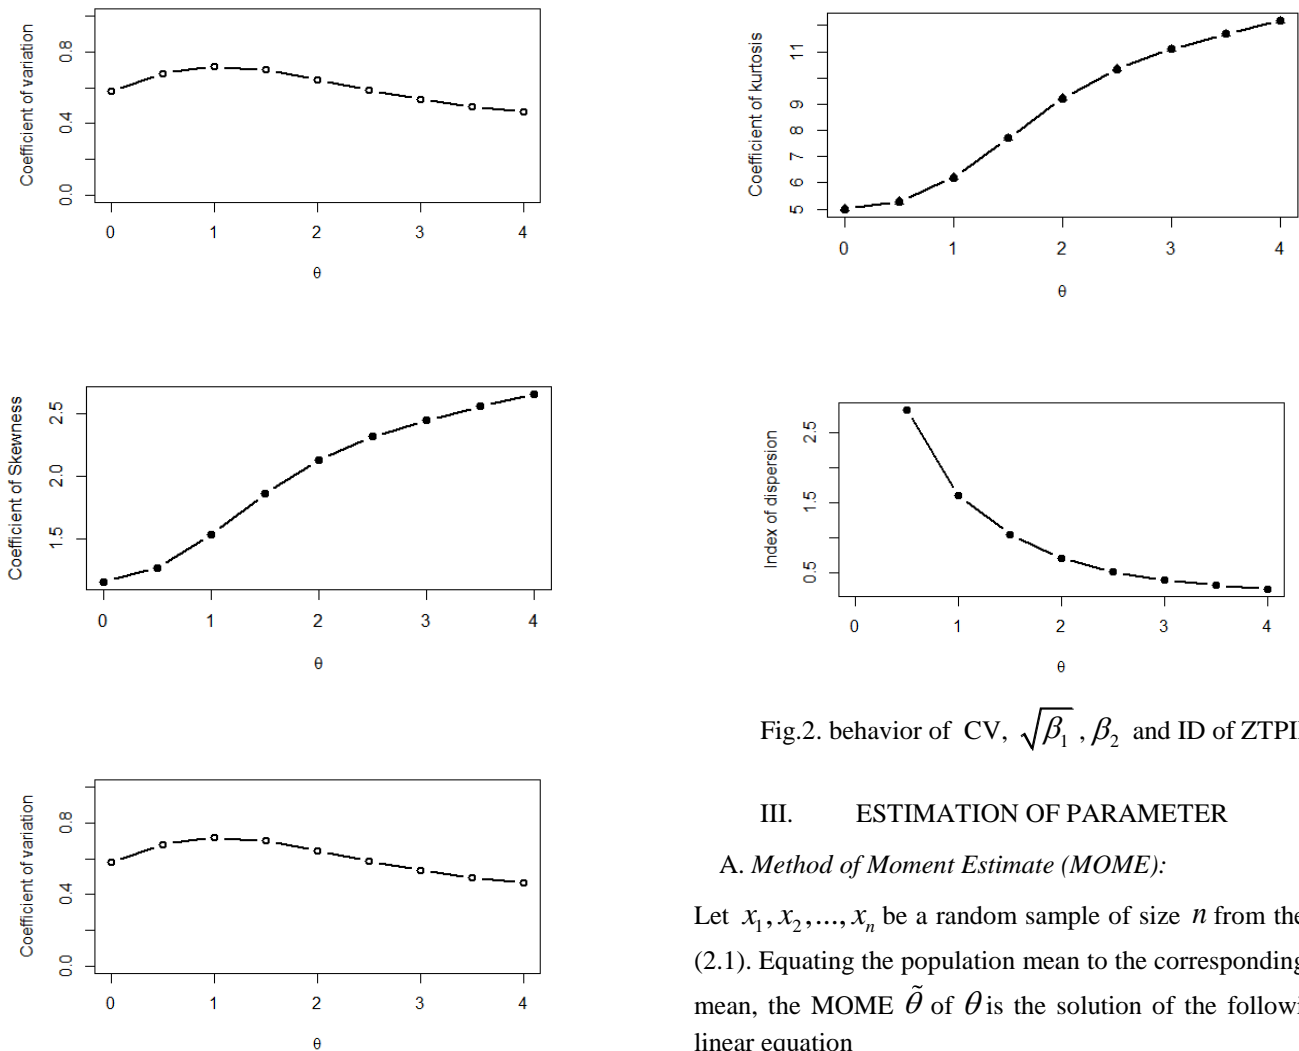 Coefficient of variation
0.8
0.4
0.0
0 1 2 3 4
θ
Coefficient of Skewness
2.5
2.0
1.5
0 1 2 3 4
θ
Coefficient of variation
0.8
0.4
0.0
0 1 2 3 4
θ
Coefficient of kurtosis
11
9
8
7
6
5
0 1 2 3 4
θ
Index of dispersion
2.5
1.5
0.5
0 1 2 3 4
θ
Fig.2. behavior of CV, √β₁ , β₂ and ID of ZTPI
III. ESTIMATION OF PARAMETER
A. Method of Moment Estimate (MOME):
Let x₁, x₂,..., xₙ be a random sample of size n from the
(2.1). Equating the population mean to the corresponding
mean, the MOME θ̃ of θ is the solution of the followi
linear equation